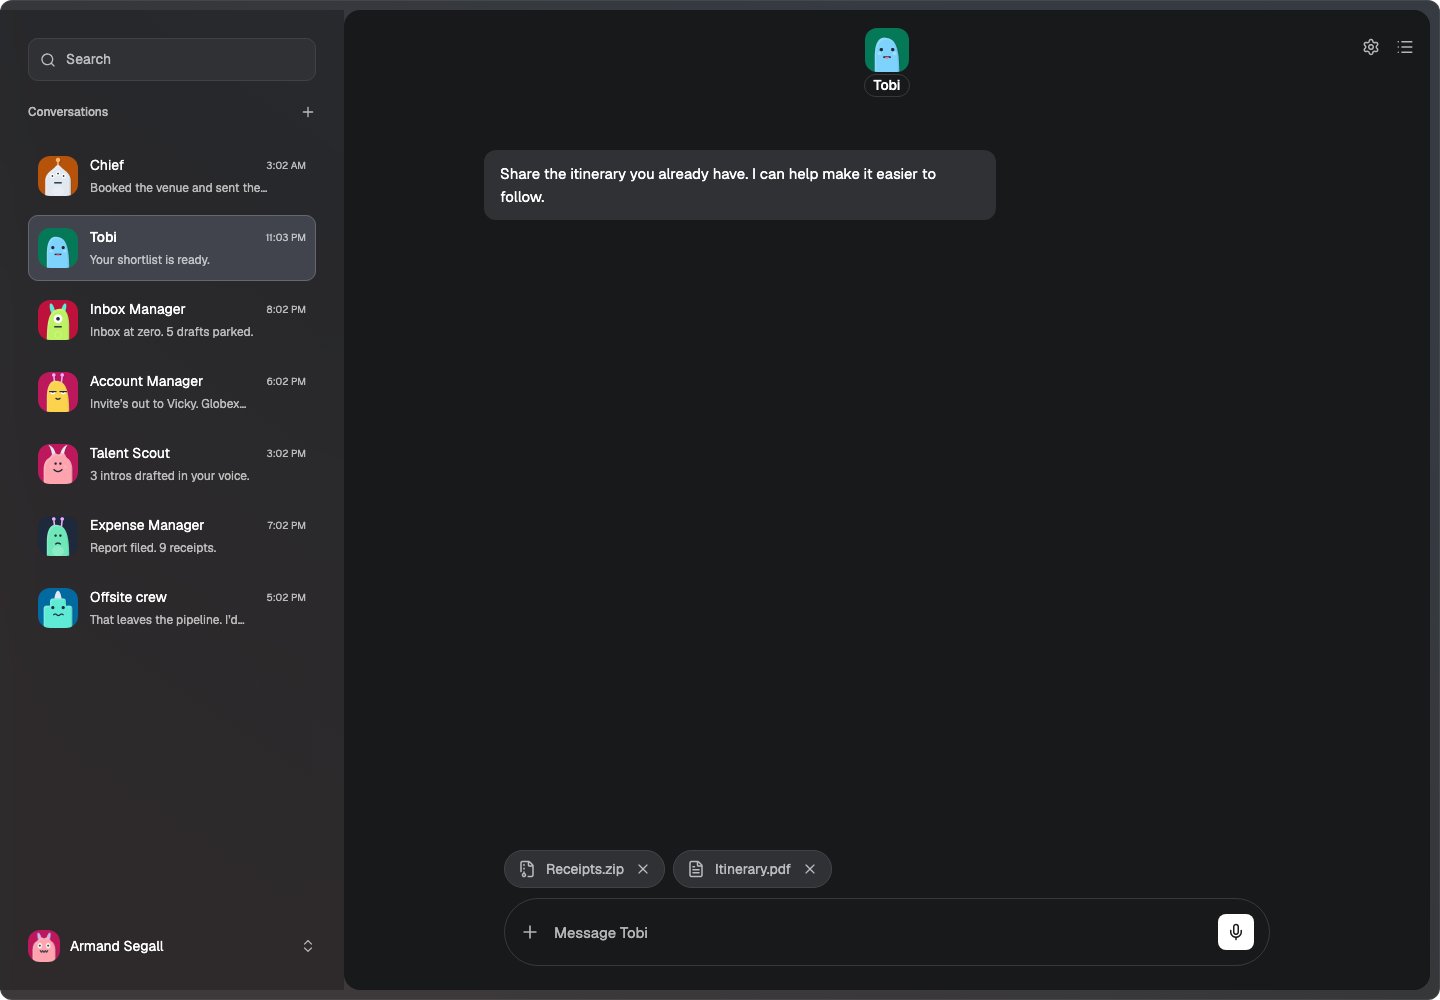 Search
Conversations
Chief
3:02 AM
Booked the venue and sent the...
Tobi
11:03 PM
Your shortlist is ready.
Inbox Manager
8:02 PM
Inbox at zero. 5 drafts parked.
Account Manager
6:02 PM
Invite's out to Vicky. Globex...
Talent Scout
3:02 PM
3 intros drafted in your voice.
Expense Manager
7:02 PM
Report filed. 9 receipts.
Offsite crew
5:02 PM
That leaves the pipeline. I'd...
Armand Segall
Tobi
Share the itinerary you already have. I can help make it easier to
follow.
Receipts.zip
Itinerary.pdf
Message Tobi